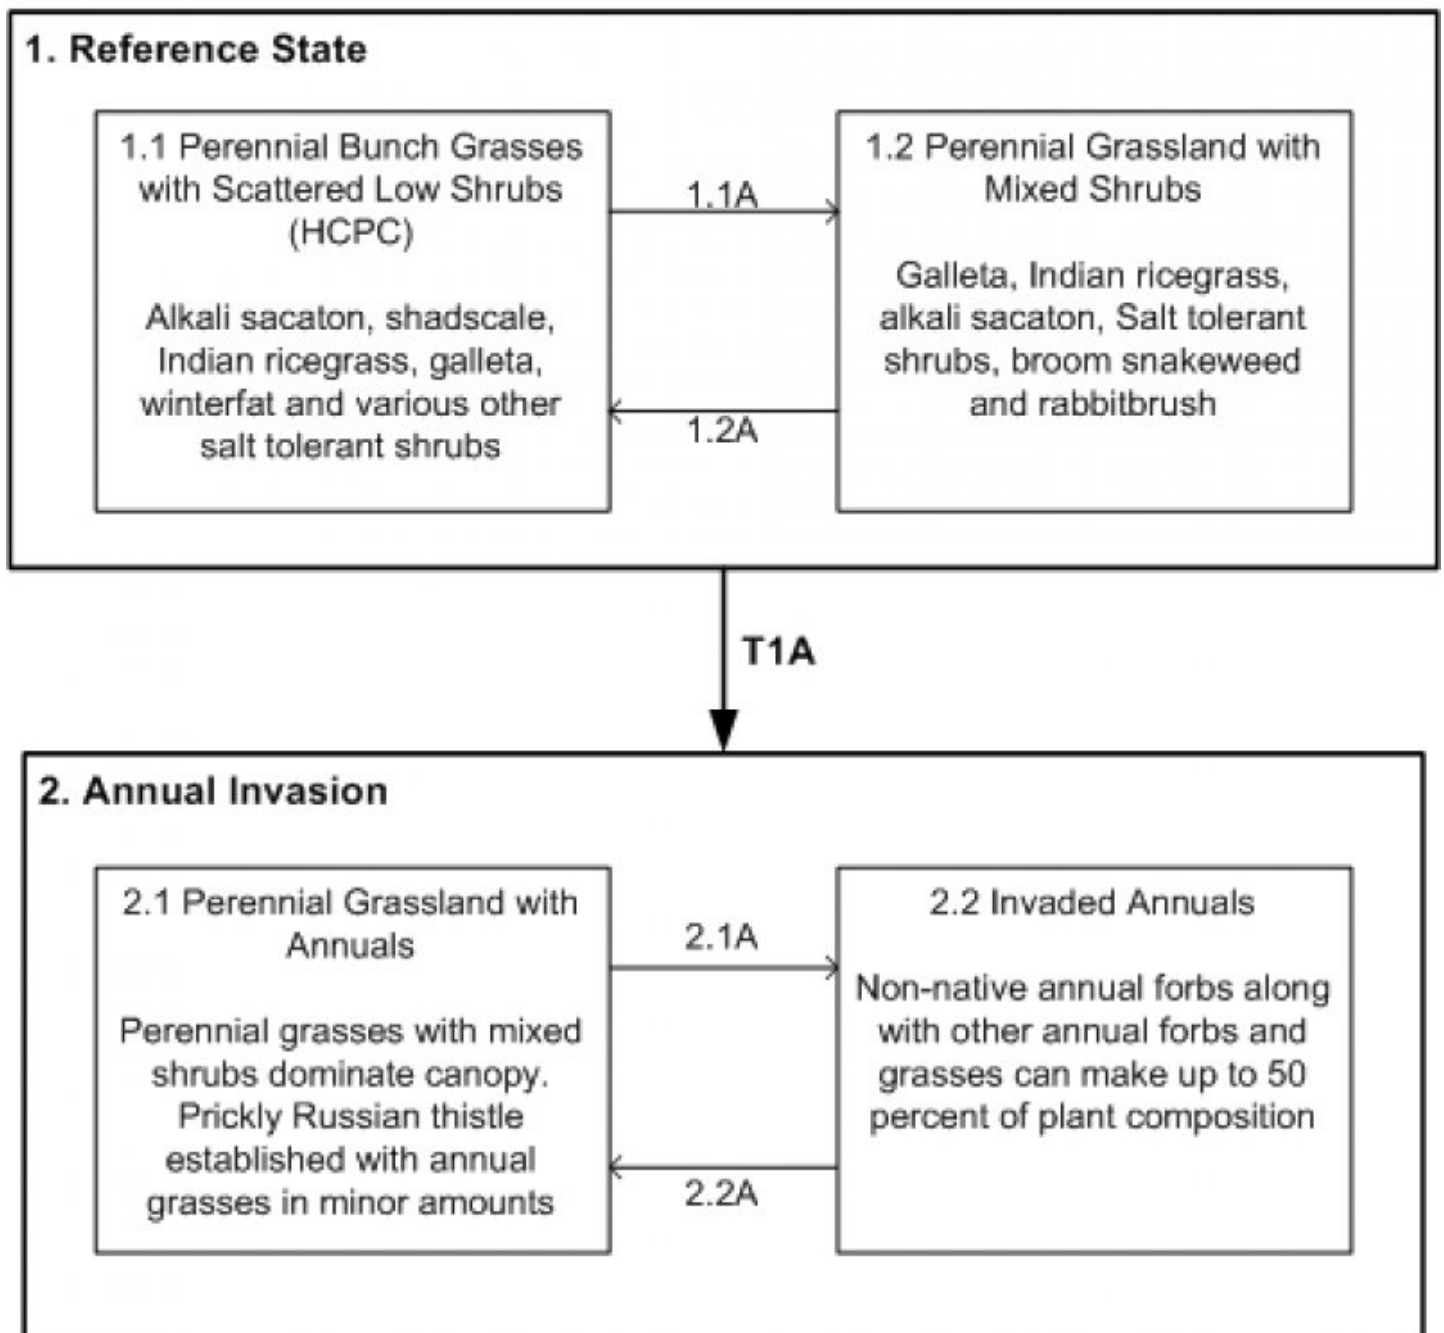 1. Reference State
1.1 Perennial Bunch Grasses
with Scattered Low Shrubs
(HCPC)
Alkali sacaton, shadscale,
Indian ricegrass, galleta,
winterfat and various other
salt tolerant shrubs
1.1A
1.2A
1.2 Perennial Grassland with
Mixed Shrubs
Galleta, Indian ricegrass,
alkali sacaton, Salt tolerant
shrubs, broom snakeweed
and rabbitbrush
T1A
2. Annual Invasion
2.1 Perennial Grassland with
Annuals
Perennial grasses with mixed
shrubs dominate canopy.
Prickly Russian thistle
established with annual
grasses in minor amounts
2.1A
2.2A
2.2 Invaded Annuals
Non-native annual forbs along
with other annual forbs and
grasses can make up to 50
percent of plant composition